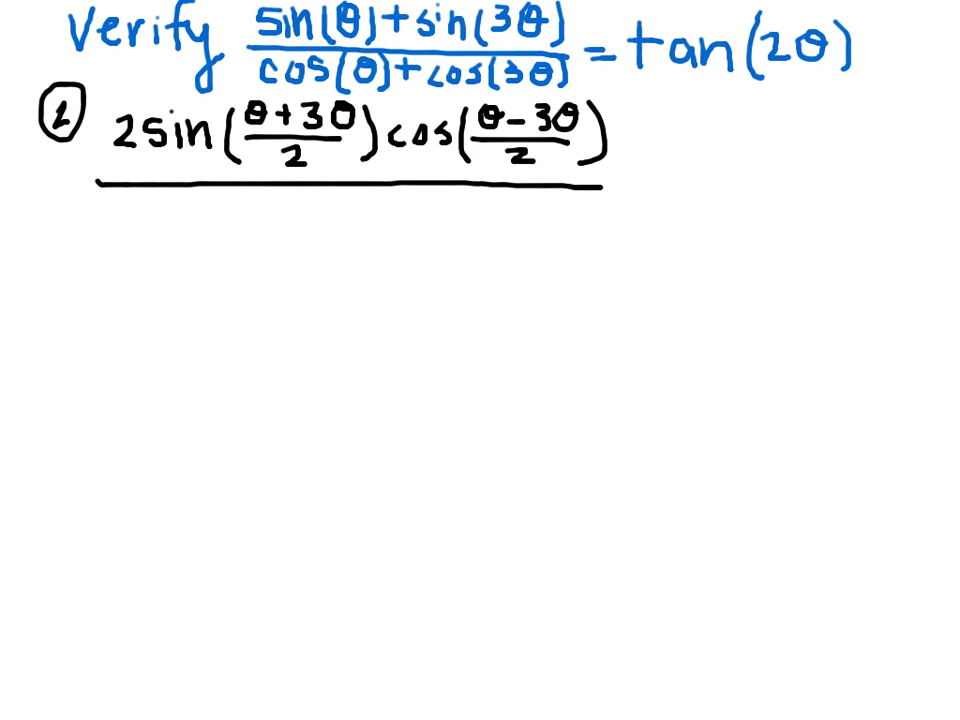 Verify sin(θ)+sin(3θ)/cos(θ)+cos(3θ) = tan(2θ)
① 2sin(θ+3θ/2)cos(θ-3θ/2)